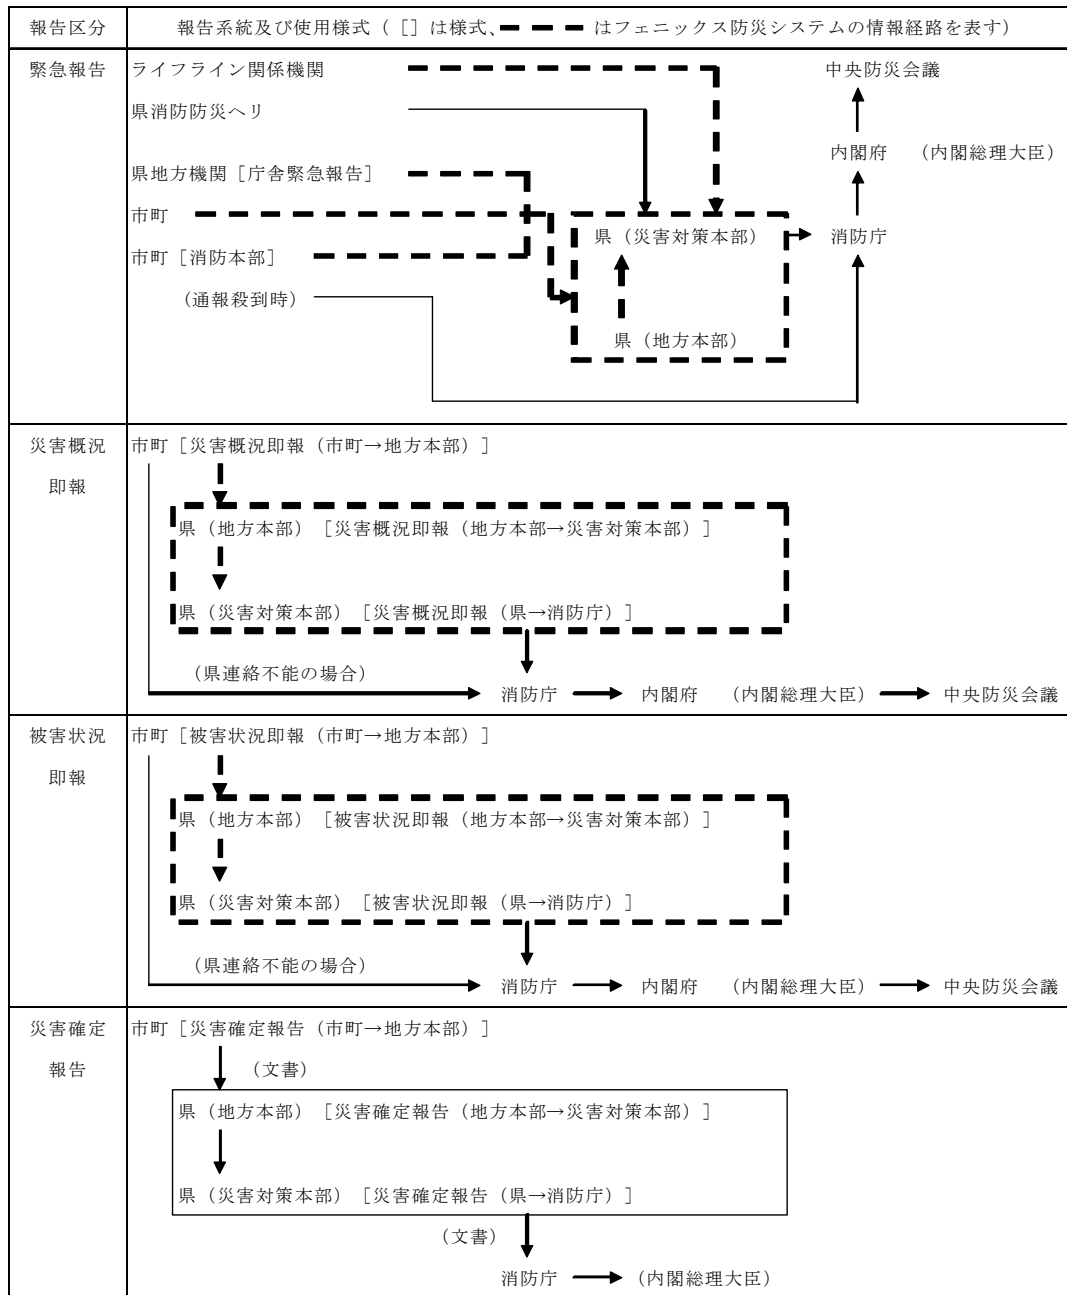 報告区分
報告系統及び使用様式（［］は様式、━ ━ ━ はフェニックス防災システムの情報経路を表す）
緊急報告
ライフライン関係機関
中央防災会議
県消防防災ヘリ
内閣府　（内閣総理大臣）
県地方機関［庁舎緊急報告］
市町
県（災害対策本部）
消防庁
市町［消防本部］
（通報殺到時）
県（地方本部）
災害概況
即報
市町［災害概況即報（市町→地方本部）］
県（地方本部）［災害概況即報（地方本部→災害対策本部）］
県（災害対策本部）［災害概況即報（県→消防庁）］
（県連絡不能の場合）
消防庁　内閣府　（内閣総理大臣）　中央防災会議
被害状況
即報
市町［被害状況即報（市町→地方本部）］
県（地方本部）［被害状況即報（地方本部→災害対策本部）］
県（災害対策本部）［被害状況即報（県→消防庁）］
（県連絡不能の場合）
消防庁　内閣府　（内閣総理大臣）　中央防災会議
災害確定
報告
市町［災害確定報告（市町→地方本部）］
（文書）
県（地方本部）［災害確定報告（地方本部→災害対策本部）］
県（災害対策本部）［災害確定報告（県→消防庁）］
（文書）
消防庁　（内閣総理大臣）